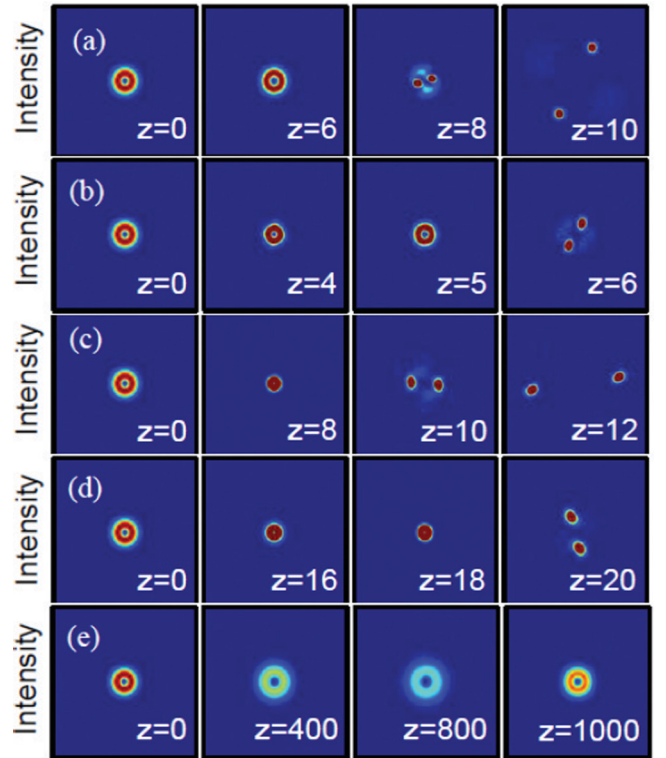 Intensity (a) z=0 z=6 z=8 z=10
Intensity (b) z=0 z=4 z=5 z=6
Intensity (c) z=0 z=8 z=10 z=12
Intensity (d) z=0 z=16 z=18 z=20
Intensity (e) z=0 z=400 z=800 z=1000